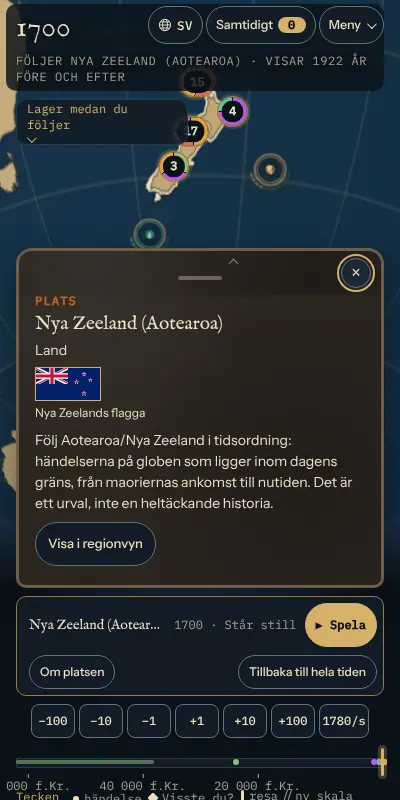 1700
SV
Samtidigt 0
Meny
FÖLJER NYA ZEELAND (AOTEAROA) · VISAR 1922 ÅR
FÖRE OCH EFTER
15
Lager medan du
följer
4
17
3
PLATS
Nya Zeeland (Aotearoa)
Land
Nya Zeelands flagga
Följ Aotearoa/Nya Zeeland i tidsordning:
händelserna på globen som ligger inom dagens
gräns, från maoriernas ankomst till nutiden. Det är
ett urval, inte en heltäckande historia.
Visa i regionvyn
Nya Zeeland (Aotear... 1700 · Står still ▶ Spela
Om platsen
Tillbaka till hela tiden
−100 −10 −1 +1 +10 +100 1780/s
000 f.Kr. 40 000 f.Kr. 20 000 f.Kr.
Tecken händelse Visste du? resa // ny skala